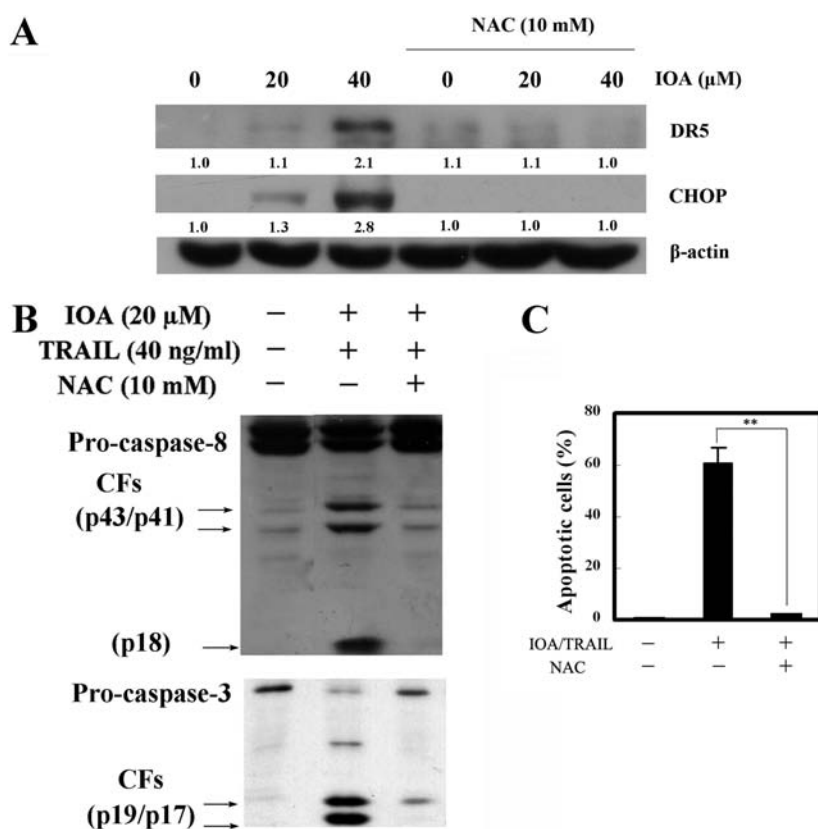 A
NAC (10 mM)
0 20 40 0 20 40 IOA (µM)
DR5
1.0 1.1 2.1 1.1 1.1 1.0
CHOP
1.0 1.3 2.8 1.0 1.0 1.0
β-actin
B
IOA (20 µM) − + +
TRAIL (40 ng/ml) − + +
NAC (10 mM) − − +
Pro-caspase-8
CFs
(p43/p41)
(p18)
Pro-caspase-3
CFs
(p19/p17)
C
80
**
60
40
20
0
Apoptotic cells (%)
IOA/TRAIL − + +
NAC − − +